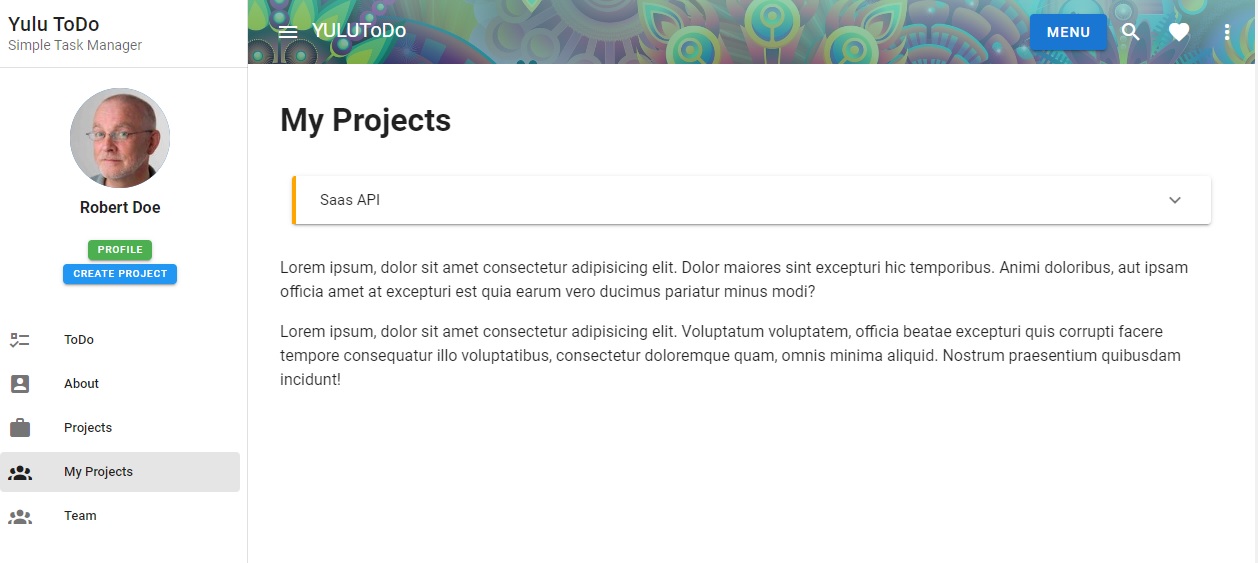 Yulu ToDo
Simple Task Manager
Robert Doe
PROFILE
CREATE PROJECT
ToDo
About
Projects
My Projects
Team
YULUToDo
MENU
My Projects
Saas API
Lorem ipsum, dolor sit amet consectetur adipisicing elit. Dolor maiores sint excepturi hic temporibus. Animi doloribus, aut ipsam
officia amet at excepturi est quia earum vero ducimus pariatur minus modi?
Lorem ipsum, dolor sit amet consectetur adipisicing elit. Voluptatum voluptatem, officia beatae excepturi quis corrupti facere
tempore consequatur illo voluptatibus, consectetur doloremque quam, omnis minima aliquid. Nostrum praesentium quibusdam
incidunt!